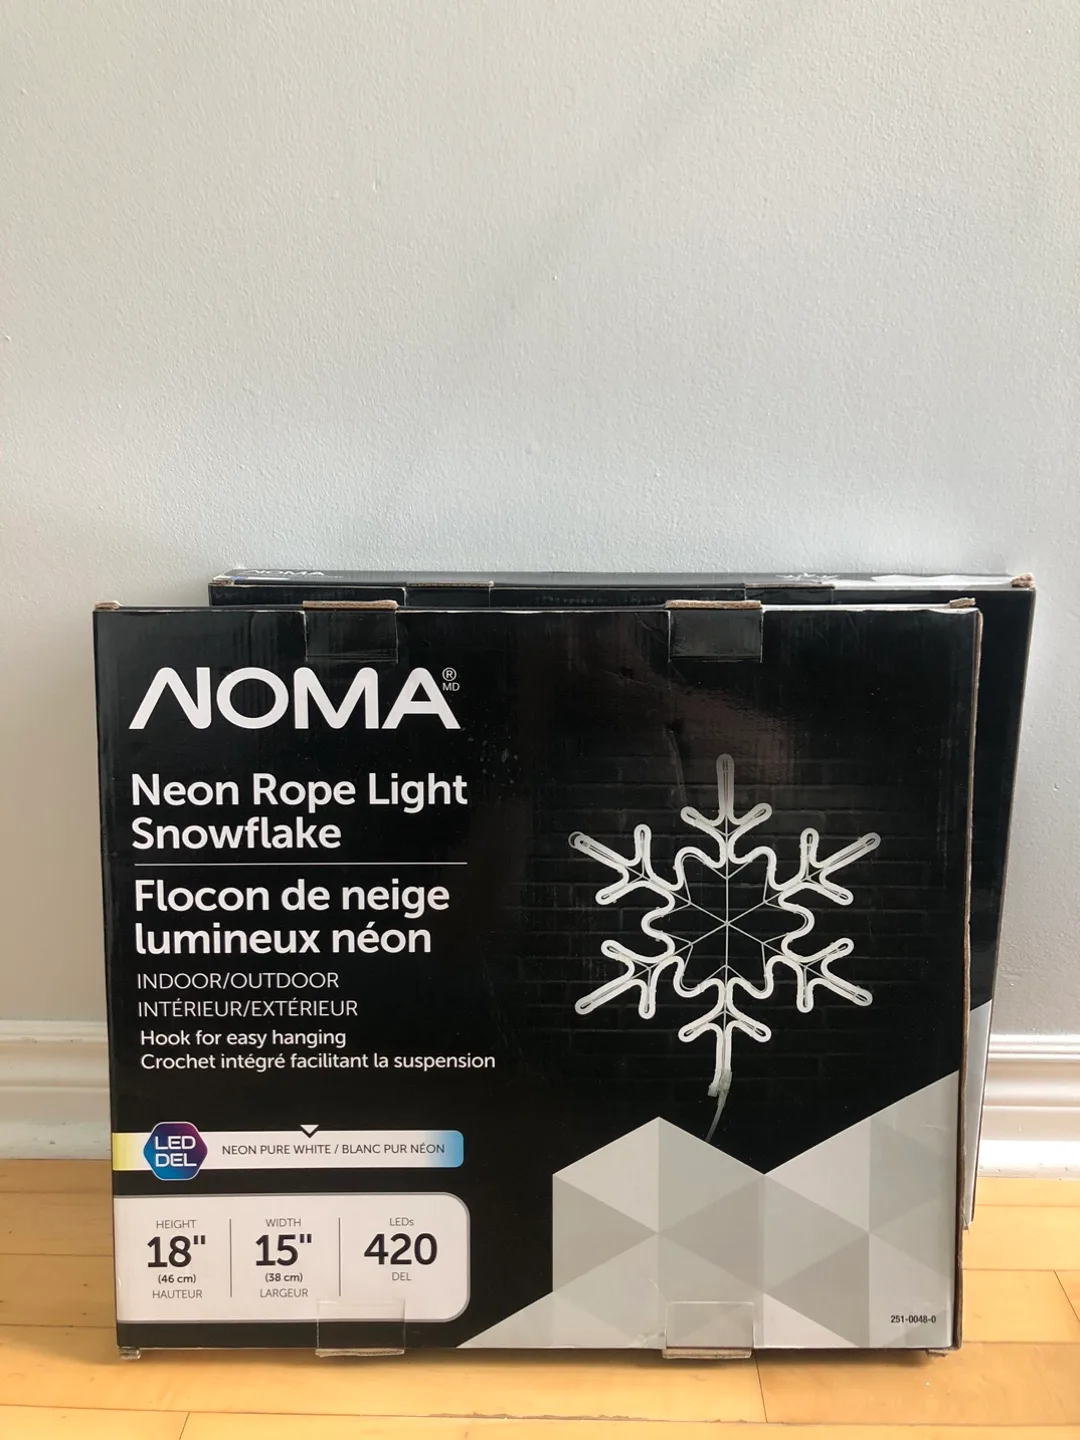 NOMA
NOMA® MD
Neon Rope Light
Snowflake
Flocon de neige
lumineux néon
INDOOR/OUTDOOR
INTÉRIEUR/EXTÉRIEUR
Hook for easy hanging
Crochet intégré facilitant la suspension
LED
DEL
NEON PURE WHITE / BLANC PUR NÉON
HEIGHT
18"
(46 cm)
HAUTEUR
WIDTH
15"
(38 cm)
LARGEUR
LEDs
420
DEL
251-0048-0